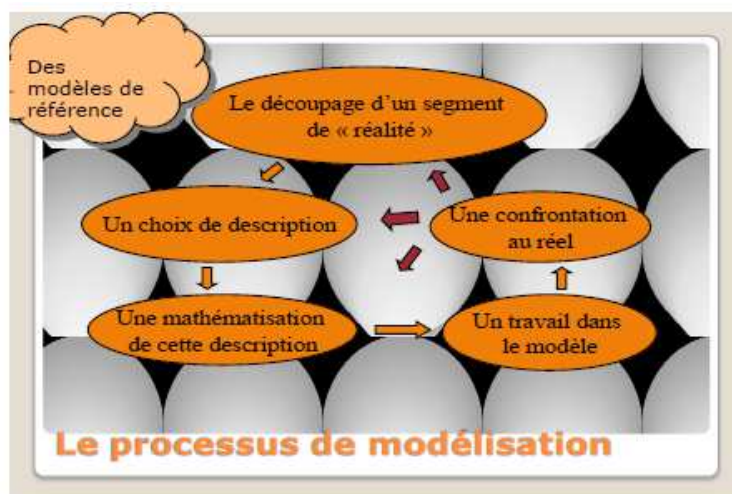 Des
modèles de
référence
Le découpage d'un segment
de « réalité »
Un choix de description
Une confrontation
au réel
Une mathématisation
de cette description
Un travail dans
le modèle
Le processus de modélisation